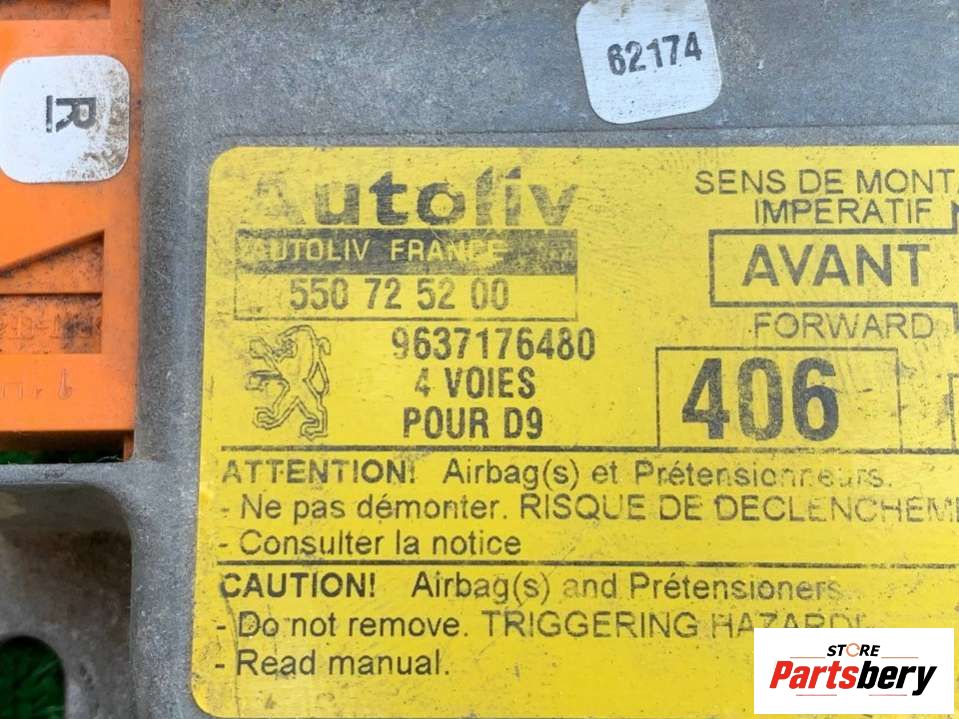 62174
R
Autoliv
AUTOLIV FRANCE
550 72 52 00
9637176480
4 VOIES
POUR D9
SENS DE
IMPERATIF
AVANT
FORWARD
406
ATTENTION! Airbag(s) et Prétensionneurs.
- Ne pas démonter. RISQUE DE
- Consulter la notice
CAUTION! Airbag(s) and Prétensioners
- Do not remove. TRIGGERING HAZARD!
- Read manual.
STORE
Partsbery